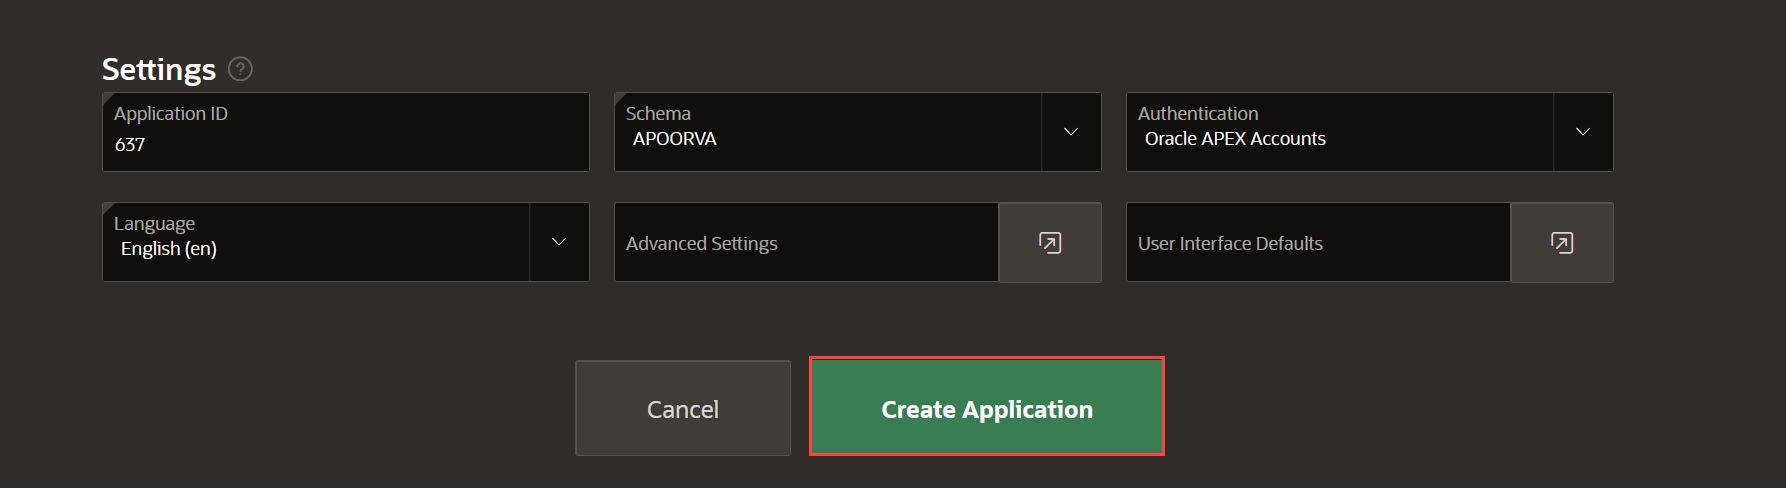 Settings ?
Application ID
637
Schema
APOORVA
Authentication
Oracle APEX Accounts
Language
English (en)
Advanced Settings
User Interface Defaults
Cancel
Create Application